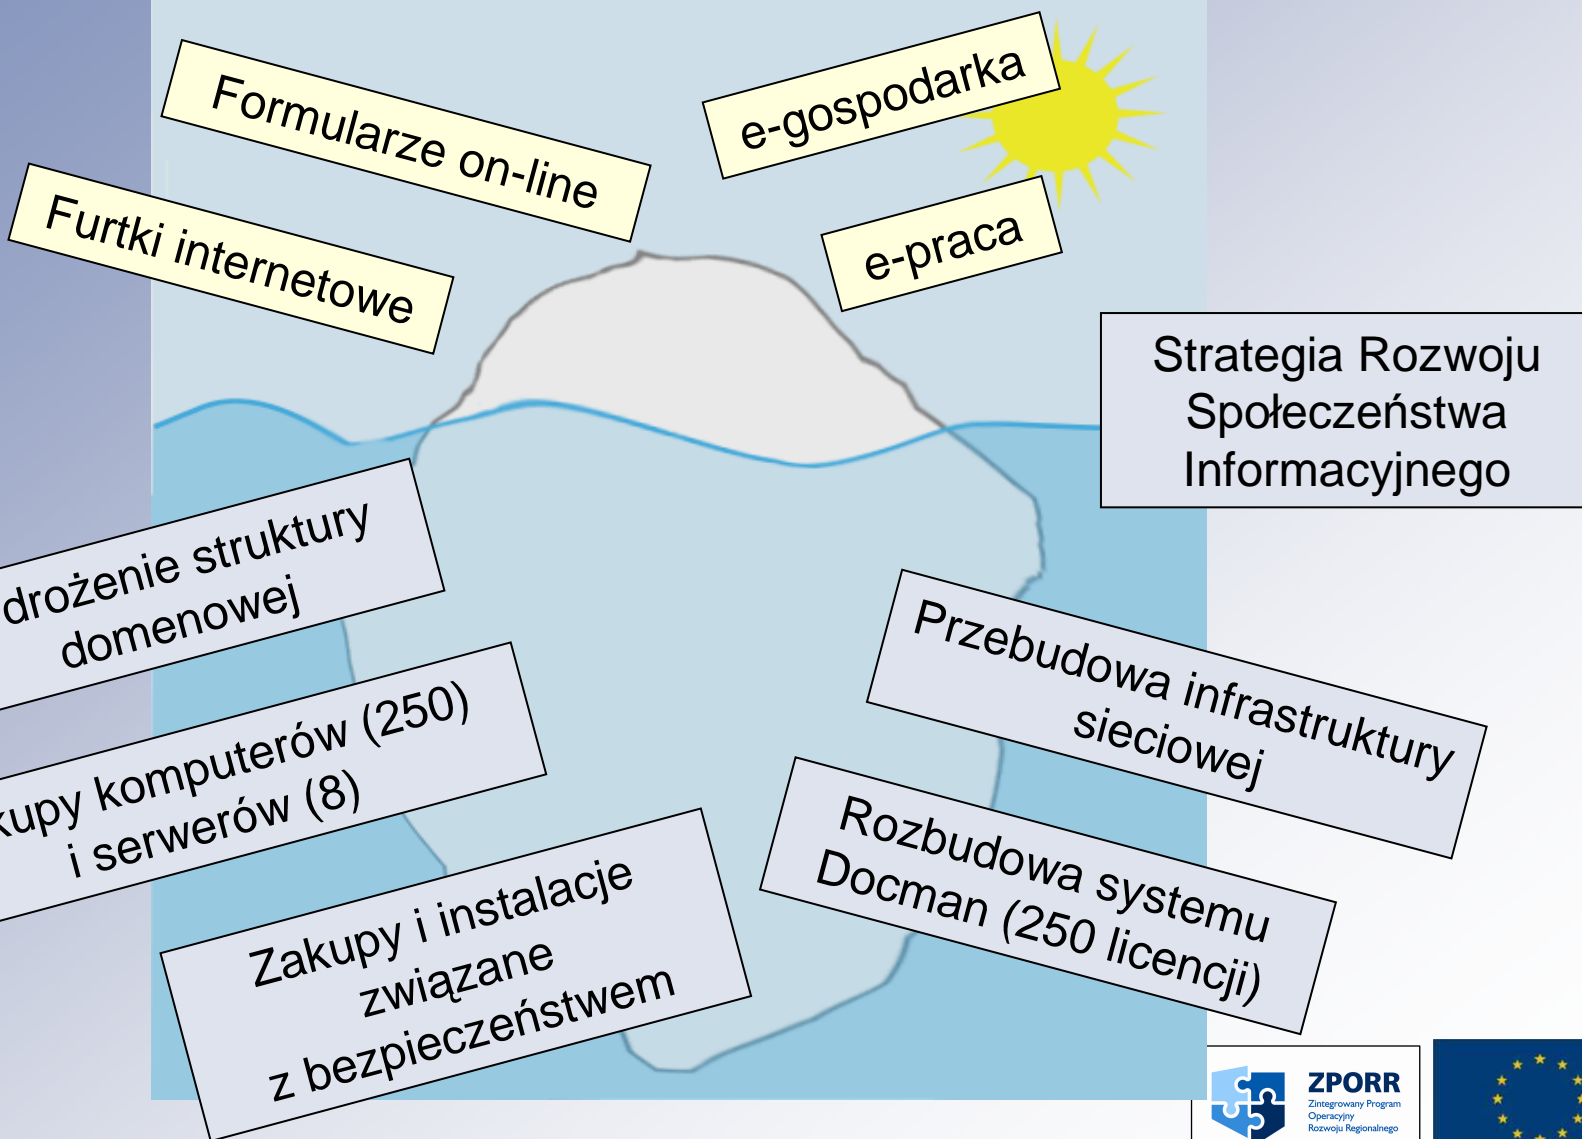 Formularze on-line
e-gospodarka
Furtki internetowe
e-praca
Strategia Rozwoju
Społeczeństwa
Informacyjnego
drożenie struktury
domenowej
kupy komputerów (250)
i serwerów (8)
Zakupy i instalacje
związane
z bezpieczeństwem
Przebudowa infrastruktury
sieciowej
Rozbudowa systemu
Docman (250 licencji)
ZPORR
Zintegrowany Program
Operacyjny
Rozwoju Regionalnego